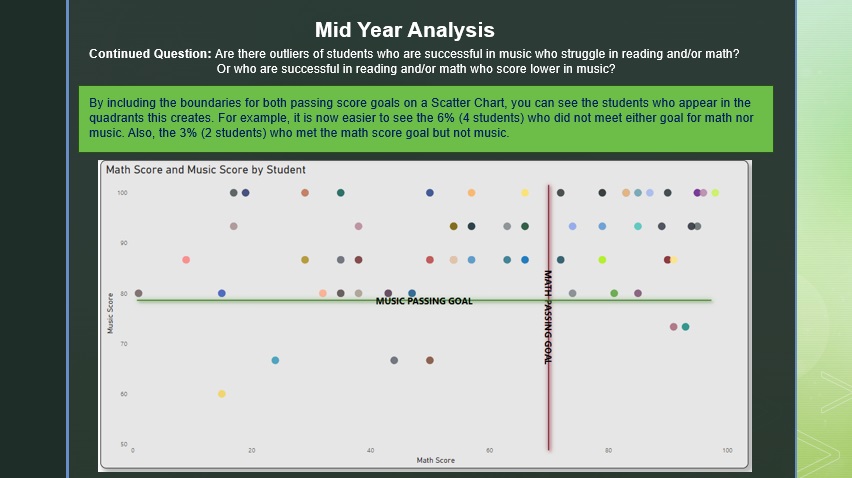 Mid Year Analysis
Continued Question: Are there outliers of students who are successful in music who struggle in reading and/or math?
Or who are successful in reading and/or math who score lower in music?
By including the boundaries for both passing score goals on a Scatter Chart, you can see the students who appear in the
quadrants this creates. For example, it is now easier to see the 6% (4 students) who did not meet either goal for math nor
music. Also, the 3% (2 students) who met the math score goal but not music.
Math Score and Music Score by Student
100
90
80
70
60
50
Music Score
MUSIC PASSING GOAL
MATH PASSING GOAL
0 20 40 60 80 100
Math Score